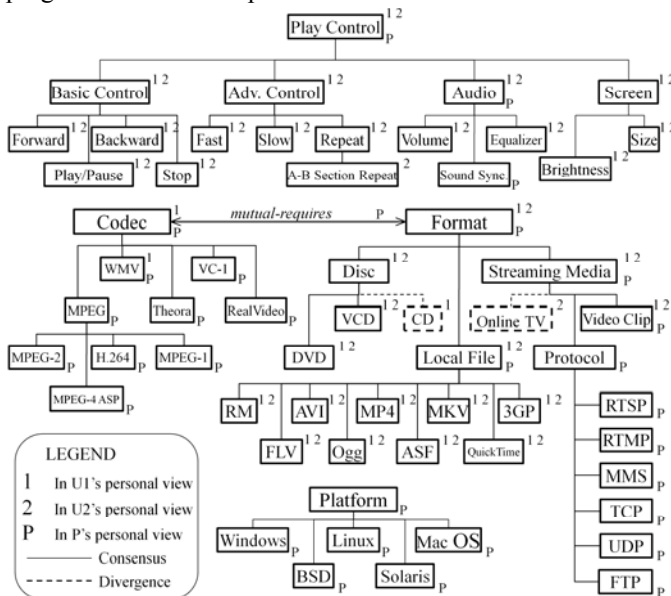 Play Control 1 2 P
Basic Control 1 2
Adv. Control 1 2
Audio 1 2 P
Screen 1 2
Forward 1 2
Backward 1 2
Fast 1 2
Slow 1 2
Repeat 1 2
Volume 1 2
Equalizer 1 2
Size 1 2
Play/Pause 1 2 P
Stop 1 2
A-B Section Repeat 2
Sound Sync. 1 2 P
Brightness 1 2
Codec 1 P
mutual-requires P
Format 1 2 P
WMV 1 P
VC-1 P
Disc 1 2
Streaming Media 1 2 P
MPEG P
Theora P
RealVideo P
VCD 1 2
CD 1
Online TV 2
Video Clip 1 2 P
MPEG-2 P
H.264 P
MPEG-1 P
DVD 1 2
Local File 1 2 P
Protocol P
MPEG-4 ASP P
RM 1 2
AVI 1 2
MP4 1 2
MKV 1 2
3GP 1 2
RTSP P
FLV 1 2
Ogg 1 2
ASF 1 2
QuickTime 1 2
RTMP P
LEGEND
1 In U1's personal view
2 In U2's personal view
P In P's personal view
Consensus
Divergence
Platform P
MMS P
Windows P
Linux P
Mac OS P
TCP P
BSD P
Solaris P
UDP P
FTP P